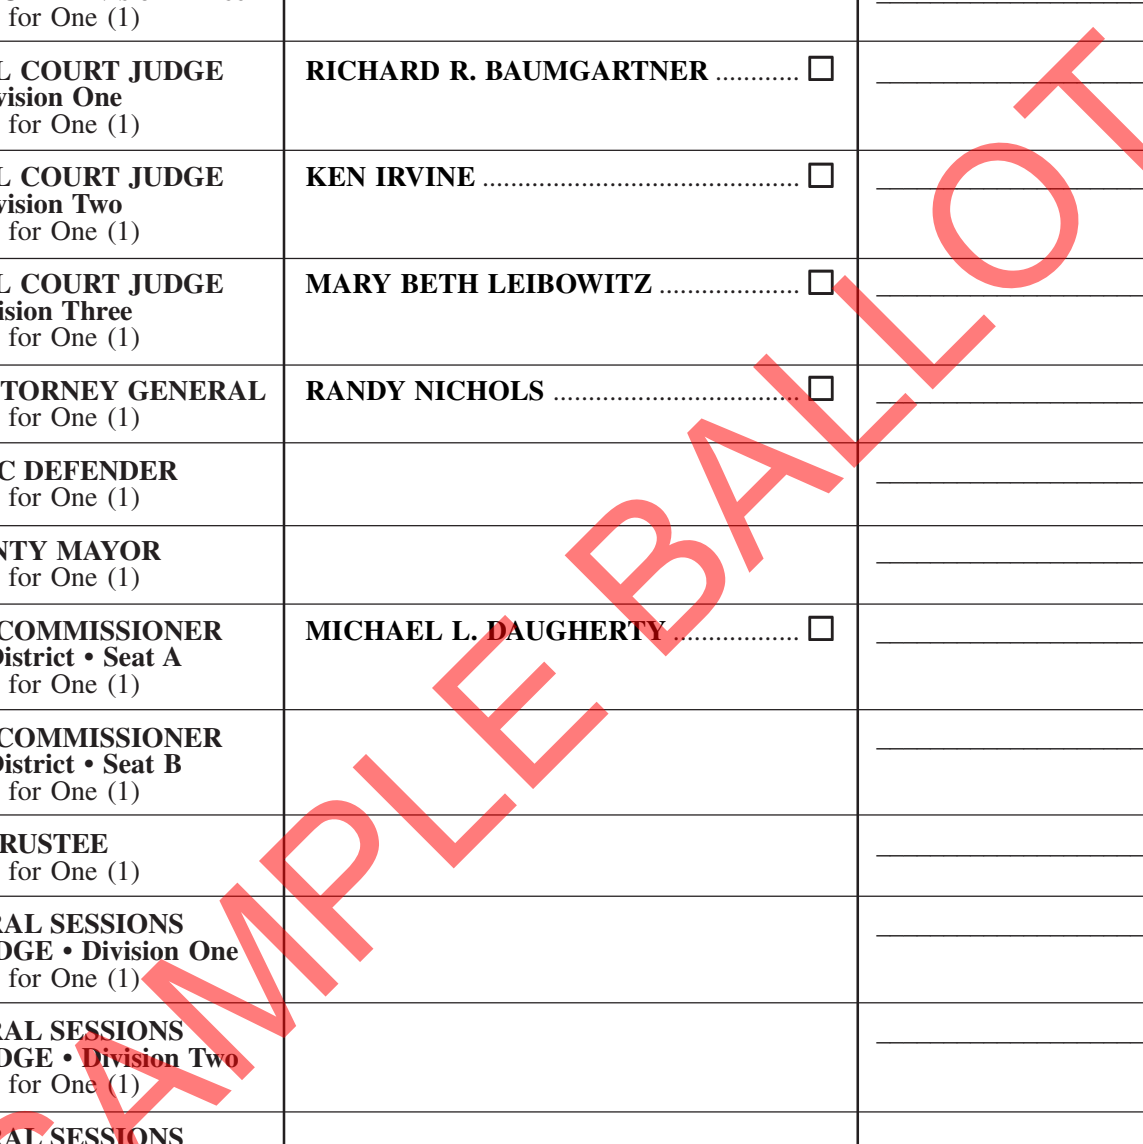 for One (1)
L COURT JUDGE RICHARD R. BAUMGARTNER ............
vision One
for One (1)
L COURT JUDGE KEN IRVINE .............................................
vision Two
for One (1)
L COURT JUDGE MARY BETH LEIBOWITZ ....................
ision Three
for One (1)
TORNEY GENERAL RANDY NICHOLS ...................................
for One (1)
C DEFENDER
for One (1)
NTY MAYOR
for One (1)
COMMISSIONER MICHAEL L. DAUGHERTY ..................
District • Seat A
for One (1)
COMMISSIONER
District • Seat B
for One (1)
RUSTEE
for One (1)
RAL SESSIONS
DGE • Division One
for One (1)
RAL SESSIONS
DGE • Division Two
for One (1)
RAL SESSIONS
SAMPLE BALLOT